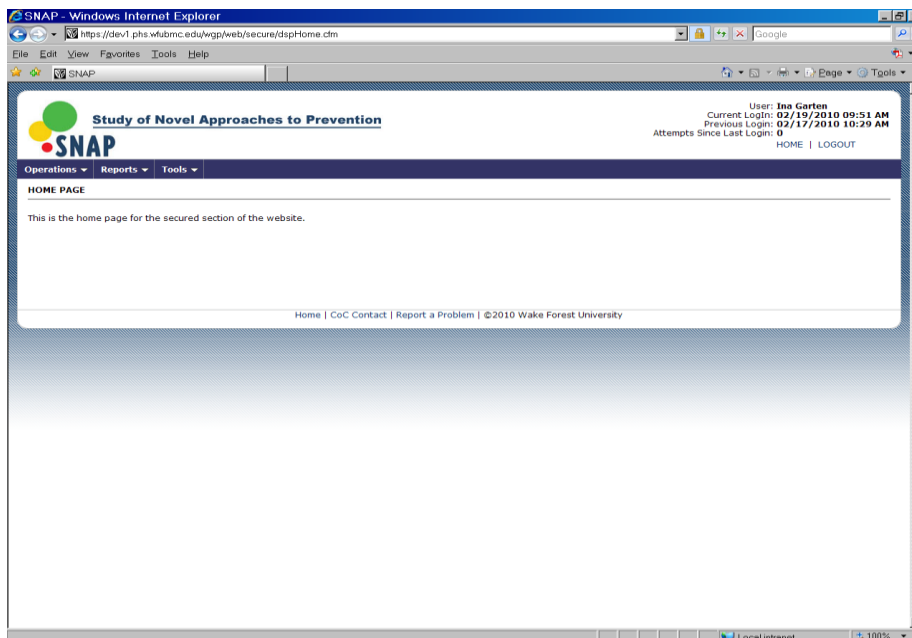 SNAP - Windows Internet Explorer
https://dev1.phs.wfubmc.edu/wgp/web/secure/dspHome.cfm
Google
File Edit View Favorites Tools Help
SNAP
Page Tools
SNAP
Study of Novel Approaches to Prevention
User: Ina Garten
Current LogIn: 02/19/2010 09:51 AM
Previous Login: 02/17/2010 10:29 AM
Attempts Since Last Login: 0
HOME | LOGOUT
Operations Reports Tools
HOME PAGE
This is the home page for the secured section of the website.
Home | CoC Contact | Report a Problem | ©2010 Wake Forest University
Local intranet 100%